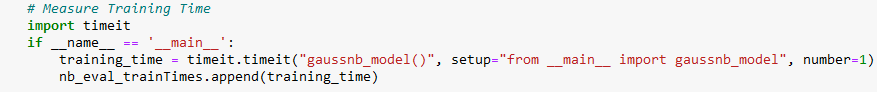 # Measure Training Time
import timeit
if __name__ == '__main__':
    training_time = timeit.timeit("gaussnb_model()", setup="from __main__ import gaussnb_model", number=1)
    nb_eval_trainTimes.append(training_time)